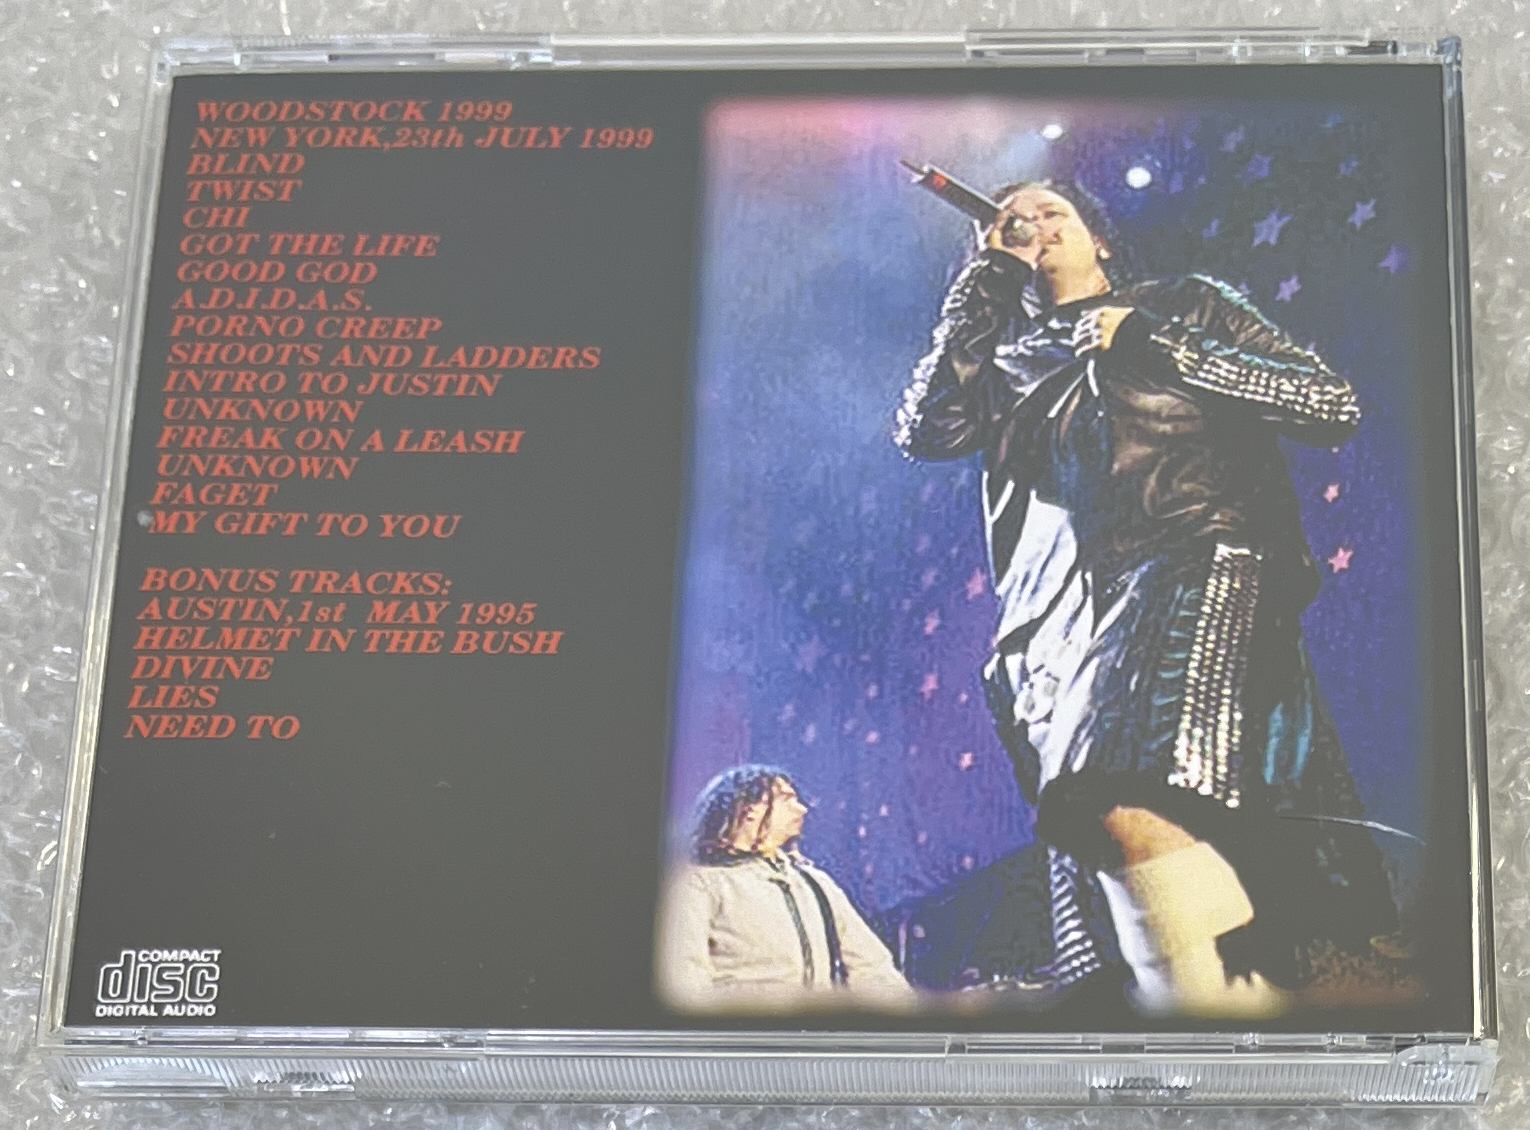 WOODSTOCK 1999
NEW YORK,23th JULY 1999
BLIND
TWIST
CHI
GOT THE LIFE
GOOD GOD
A.D.I.D.A.S.
PORNO CREEP
SHOOTS AND LADDERS
INTRO TO JUSTIN
UNKNOWN
FREAK ON A LEASH
UNKNOWN
FAGET
MY GIFT TO YOU
BONUS TRACKS:
AUSTIN,1st MAY 1995
HELMET IN THE BUSH
DIVINE
LIES
NEED TO
COMPACT
disc
DIGITAL AUDIO